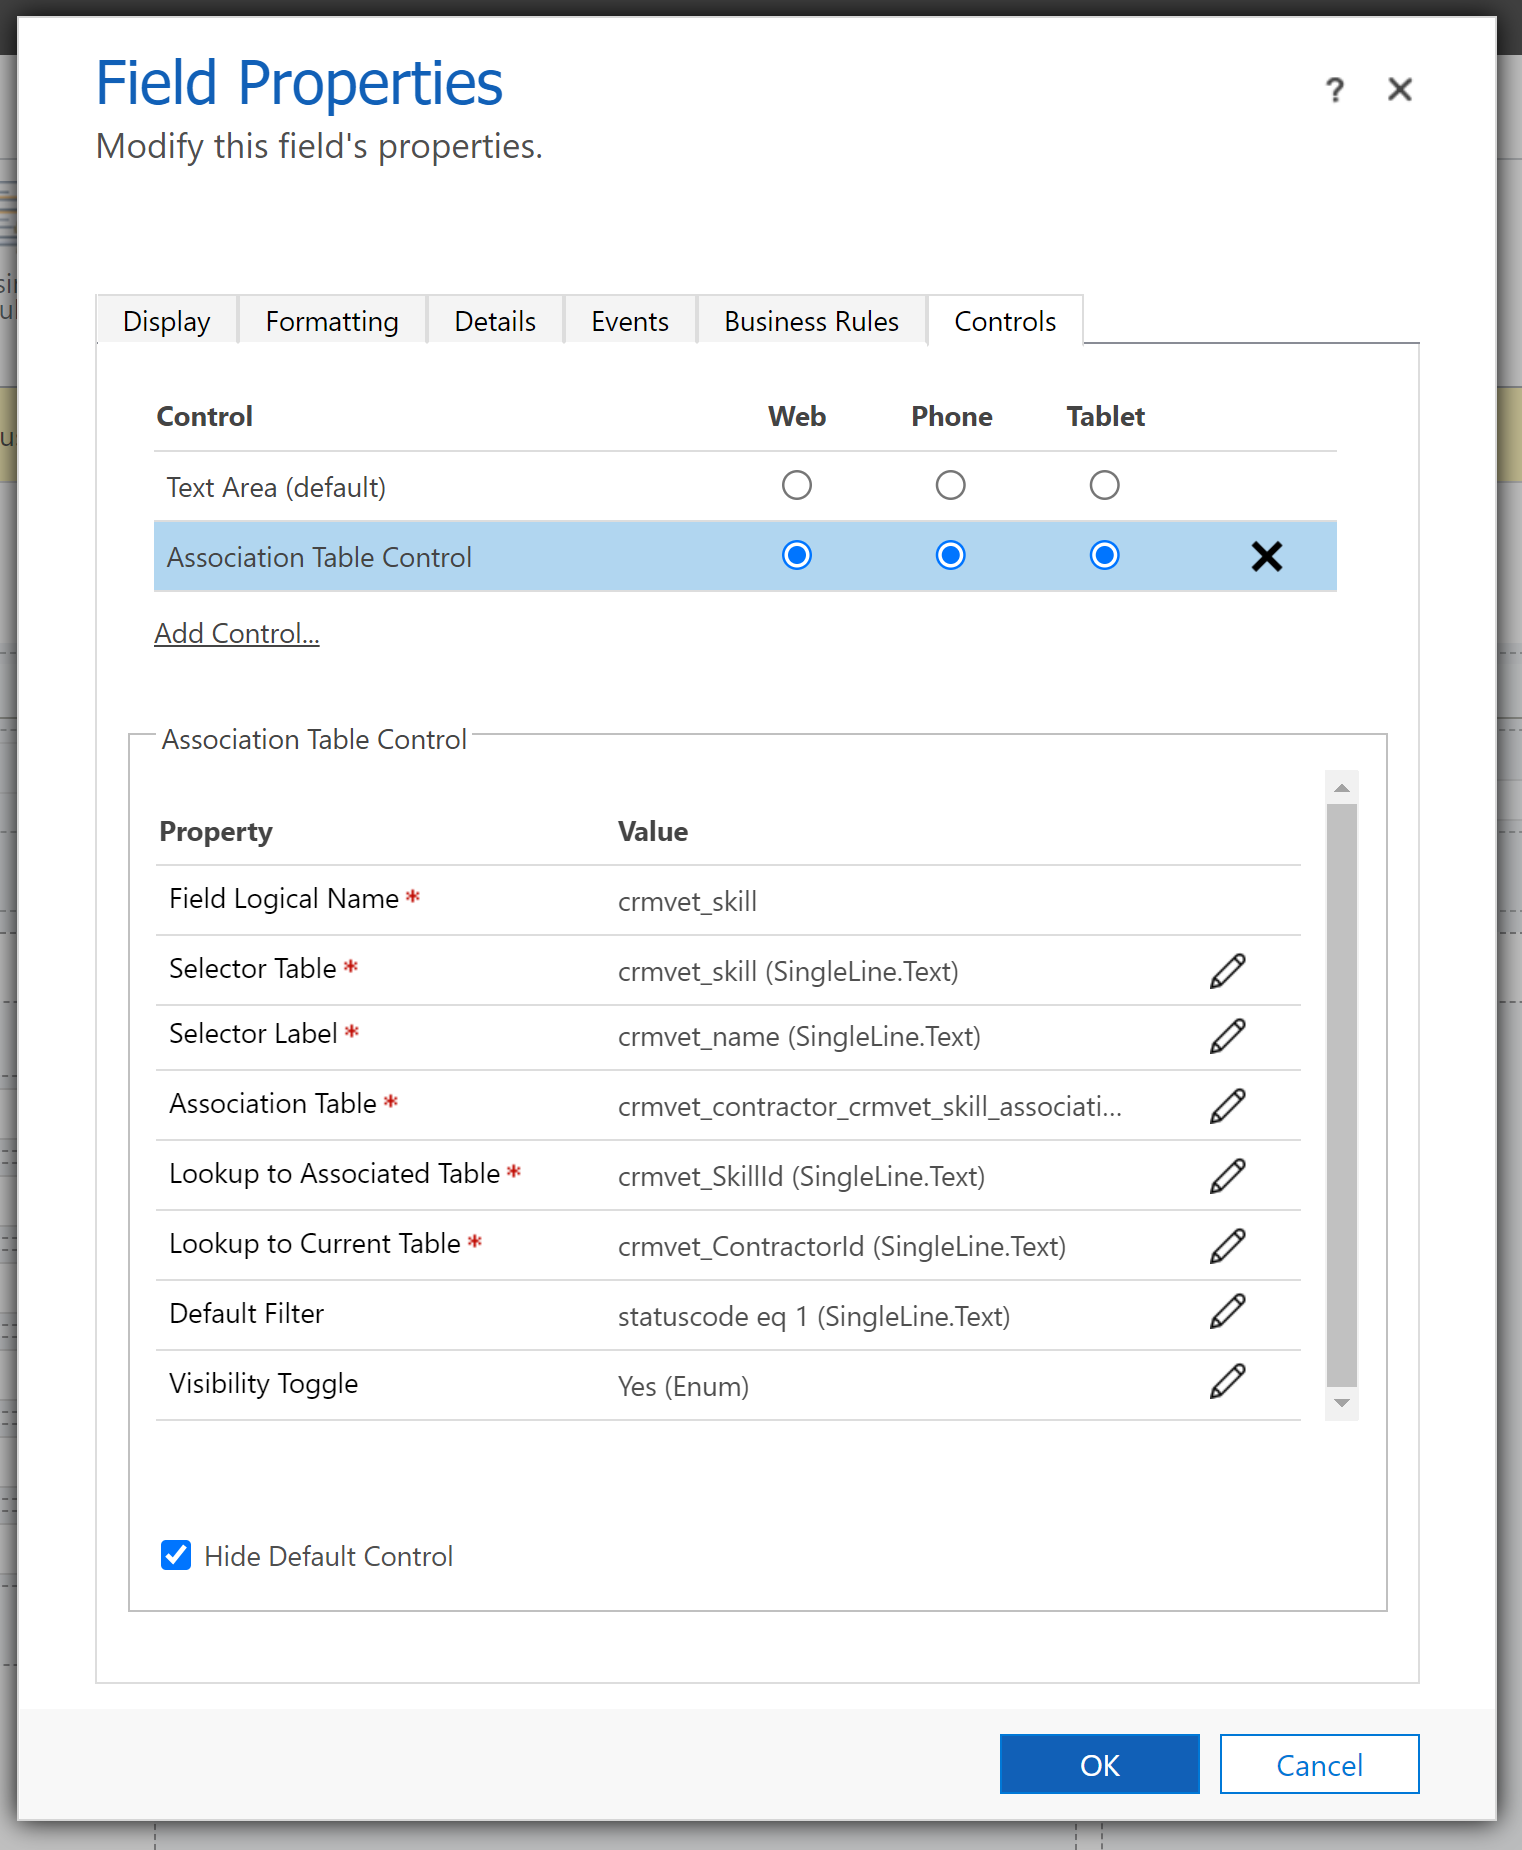 Field Properties
Modify this field's properties.
? ✕
Display Formatting Details Events Business Rules Controls
Control Web Phone Tablet
Text Area (default)
Association Table Control
Add Control...
Association Table Control
Property Value
Field Logical Name * crmvet_skill
Selector Table * crmvet_skill (SingleLine.Text)
Selector Label * crmvet_name (SingleLine.Text)
Association Table * crmvet_contractor_crmvet_skill_associati...
Lookup to Associated Table * crmvet_SkillId (SingleLine.Text)
Lookup to Current Table * crmvet_ContractorId (SingleLine.Text)
Default Filter statuscode eq 1 (SingleLine.Text)
Visibility Toggle Yes (Enum)
Hide Default Control
OK Cancel